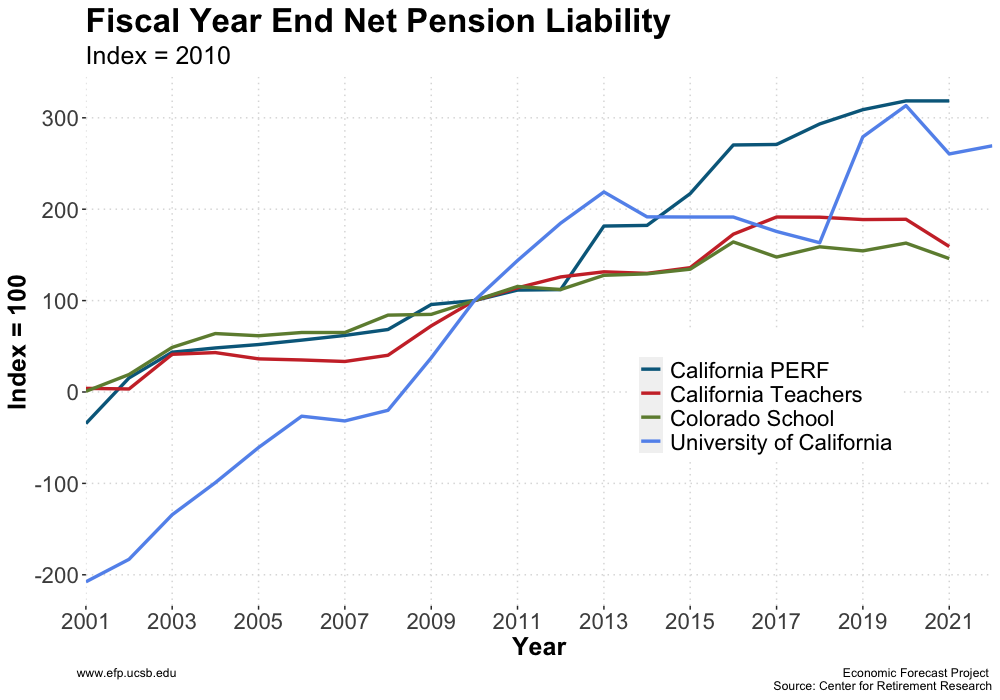 Fiscal Year End Net Pension Liability
Index = 2010
Index = 100
300
200
100
0
-100
-200
California PERF
California Teachers
Colorado School
University of California
2001 2003 2005 2007 2009 2011 2013 2015 2017 2019 2021
Year
www.efp.ucsb.edu
Economic Forecast Project
Source: Center for Retirement Research